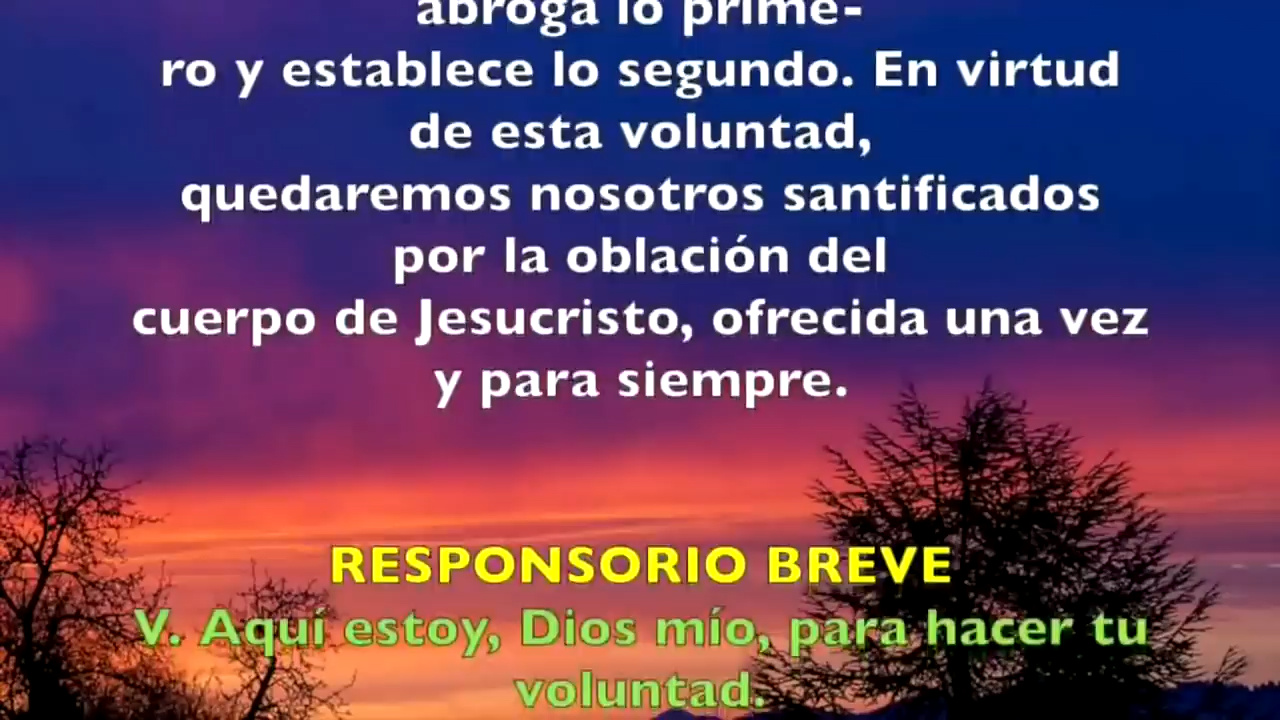 abroga lo prime-
ro y establece lo segundo. En virtud
de esta voluntad,
quedaremos nosotros santificados
por la oblación del
cuerpo de Jesucristo, ofrecida una vez
y para siempre.
RESPONSORIO BREVE
V. Aquí estoy, Dios mío, para hacer tu
voluntad.